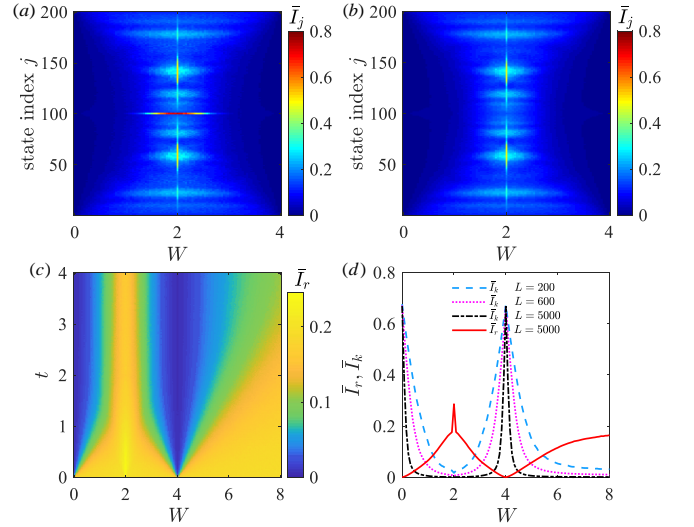 (a)
Ī_j
200
150
100
50
state index j
0
2
4
W
0.8
0.6
0.4
0.2
0
(b)
Ī_j
200
150
100
50
state index j
0
2
4
W
0.8
0.6
0.4
0.2
0
(c)
Ī_r
4
3
2
1
0
t
0
2
4
6
8
W
0.2
0.1
0
(d)
0.8
0.6
0.4
0.2
0
Ī_r, Ī_k
Ī_k L = 200
Ī_k L = 600
Ī_k L = 5000
Ī_r L = 5000
0
2
4
6
8
W